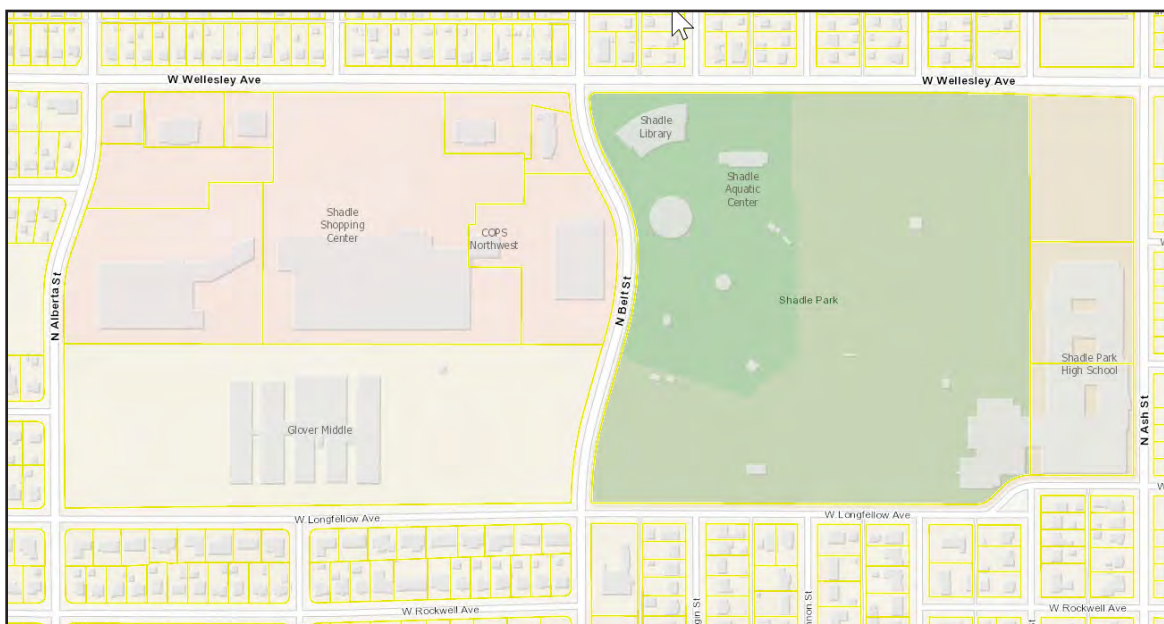 W Wellesley Ave
W Wellesley Ave
Shadle
Library
Shadle
Aquatic
Center
Shadle
Shopping
Center
COPS
Northwest
N Alberta St
N Belt St
Shadle Park
Shadle Park
High School
N Ash St
Glover Middle
W Longfellow Ave
W Longfellow Ave
W Rockwell Ave
W Rockwell Ave